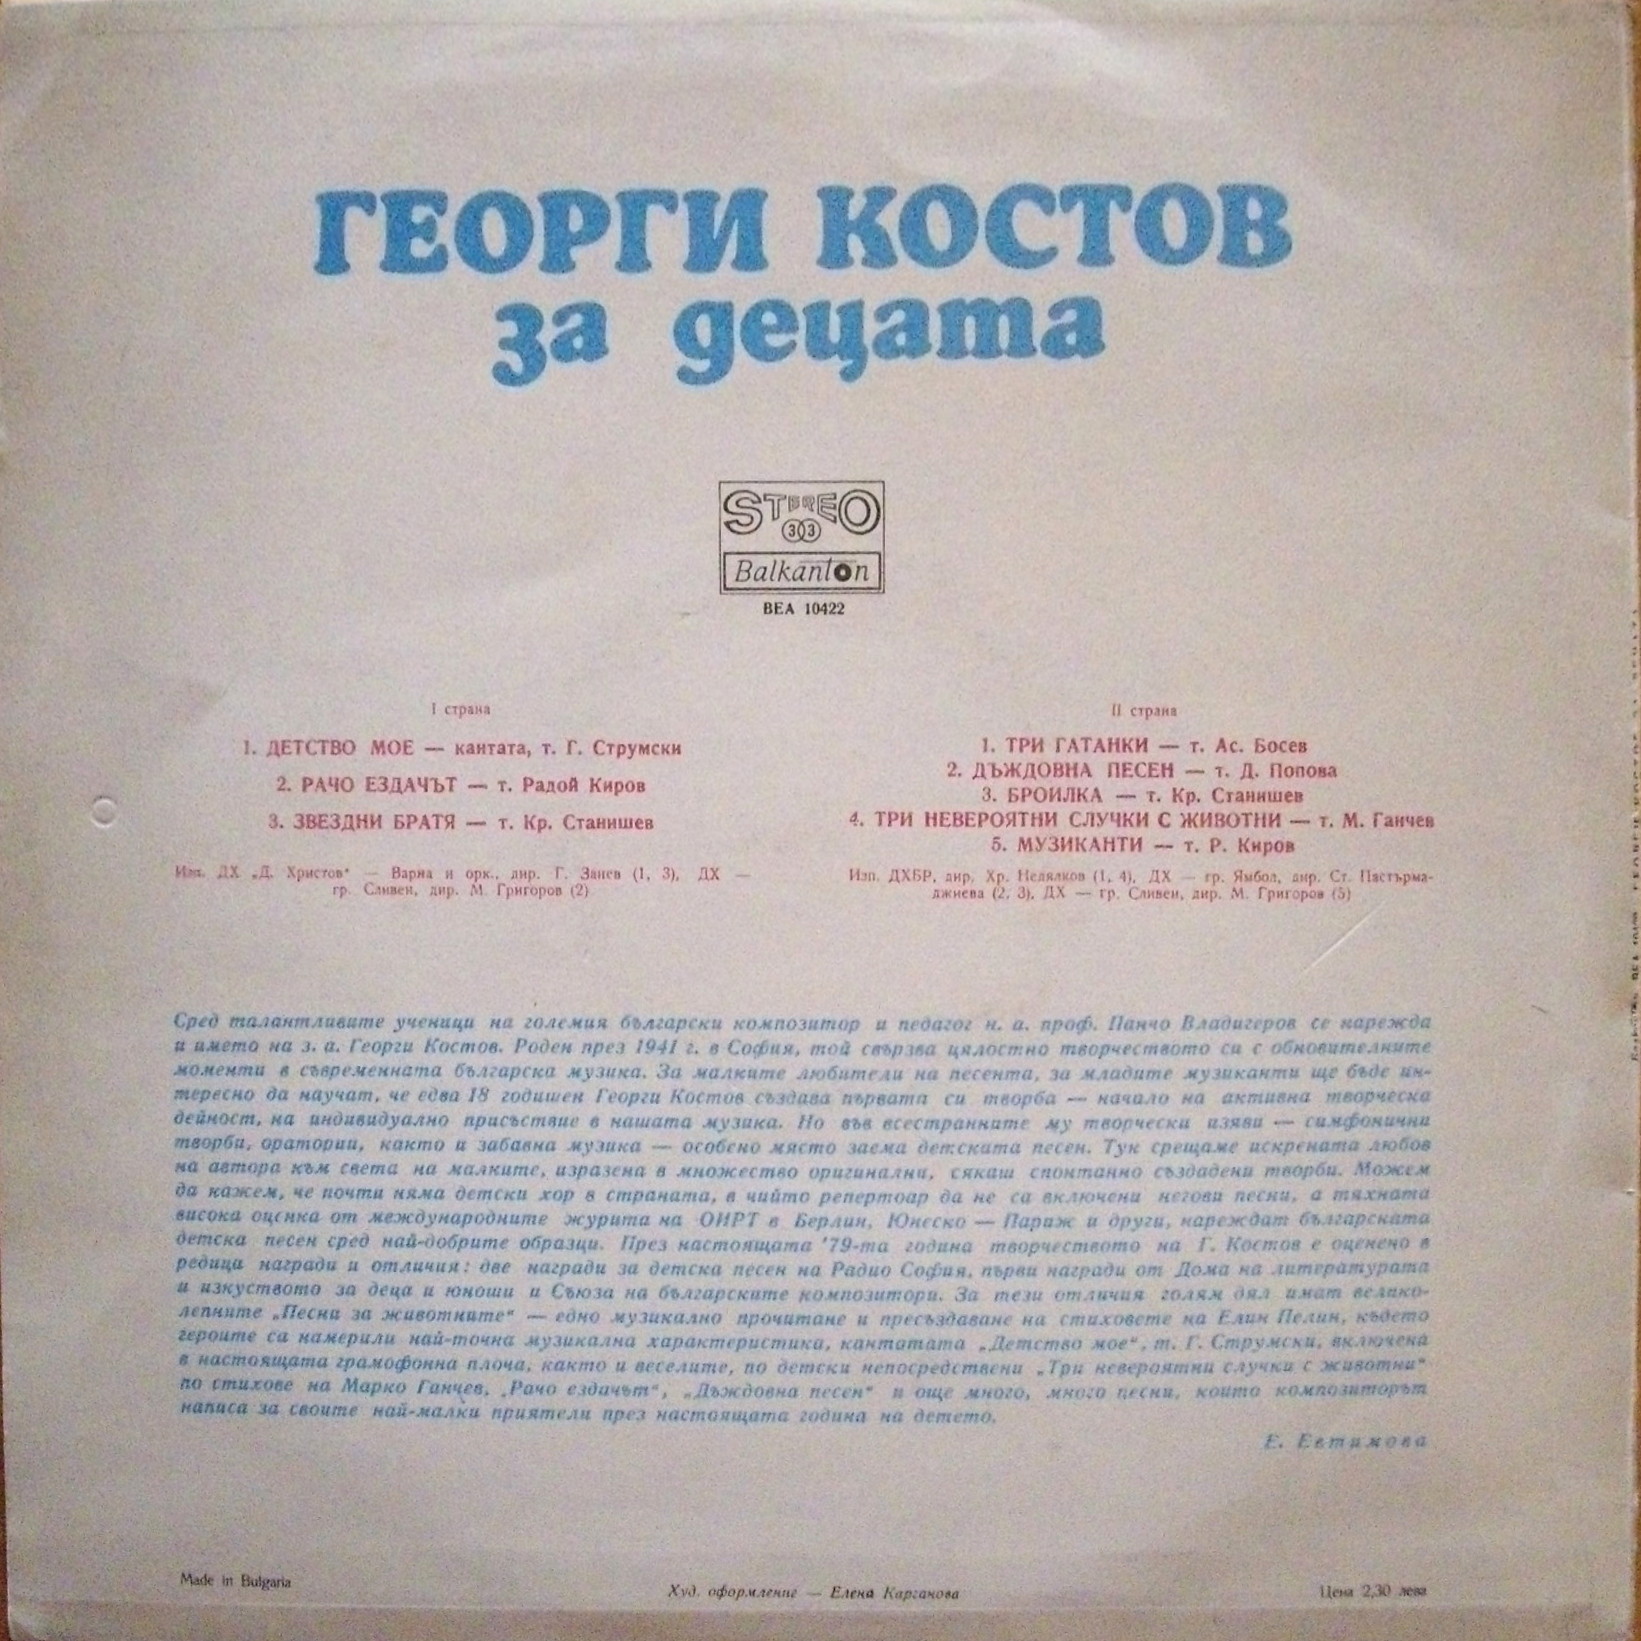 ГЕОРГИ КОСТОВ
за децата
STEREO
33
Balkanton
ВЕА 10422
I страна
1. ДЕТСТВО МОЕ — кантата, т. Г. Струмски
2. РАЧО ЕЗДАЧЪТ — т. Радой Киров
3. ЗВЕЗДНИ БРАТЯ — т. Кр. Станишев
Изп. ДХ „Д. Христов" — Варна и орк., дир. Г. Занев (1, 3), ДХ —
гр. Сливен, дир. М. Григоров (2)
II страна
1. ТРИ ГАТАНКИ — т. Ас. Босев
2. ДЪЖДОВНА ПЕСЕН — т. Д. Попова
3. БРОИЛКА — т. Кр. Станишев
4. ТРИ НЕВЕРОЯТНИ СЛУЧКИ С ЖИВОТНИ — т. М. Ганчев
5. МУЗИКАНТИ — т. Р. Киров
Изп. ДХБР, дир. Хр. Недялков (1, 4), ДХ — гр. Ямбол, дир. Ст. Пастърма-
джиева (2, 3), ДХ — гр. Сливен, дир. М. Григоров (5)
Сред талантливите ученици на големия български композитор и педагог н. а. проф. Панчо Владигеров се нарежда
и името на з. а. Георги Костов. Роден през 1941 г. в София, той свързва цялостно творчеството си с обновителните
моменти в съвременната българска музика. За малките любители на песента, за младите музиканти ще бъде ин-
тересно да научат, че едва 18 годишен Георги Костов създава първата си творба — начало на активна творческа
дейност, на индивидуално присъствие в нашата музика. Но във всестранните му творчески изяви — симфонични
творби, оратории, както и забавна музика — особено място заема детската песен. Тук срещаме искрената любов
на автора към света на малките, изразена в множество оригинални, сякаш спонтанно създадени творби. Можем
да кажем, че почти няма детски хор в страната, в чийто репертоар да не са включени негови песни, а тяхната
висока оценка от международните журита на ОИРТ в Берлин, Юнеско — Париж и други, нареждат българската
детска песен сред най-добрите образци. През настоящата '79-та година творчеството на Г. Костов е оценено в
редица награди и отличия: две награди за детска песен на Радио София, първи награди от Дома на литературата
и изкуството за деца и юноши и Съюза на българските композитори. За тези отличия голям дял имат велико-
лепните „Песни за животните" — едно музикално прочитане и пресъздаване на стиховете на Елин Пелин, където
героите са намерили най-точна музикална характеристика, кантатата „Детство мое", т. Г. Струмски, включена
в настоящата грамофонна плоча, както и веселите, по детски непосредствени „Три невероятни случки с животни"
по стихове на Марко Ганчев, „Рачо ездачът", „Дъждовна песен" и още много, много песни, които композиторът
написа за своите най-малки приятели през настоящата година на детето.
Е. Евтимова
Made in Bulgaria
Худ. оформление — Елена Карганова
Цена 2,30 лева